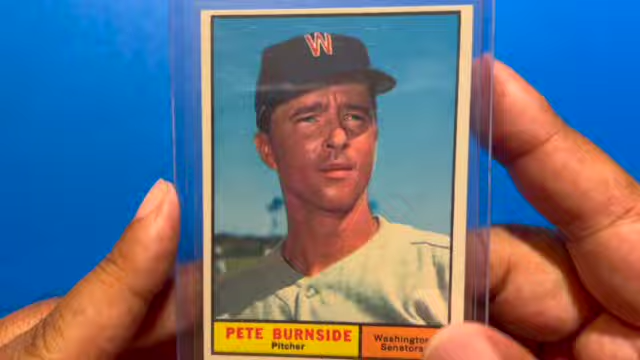 W
PETE BURNSIDE
Pitcher
Washington
Senators